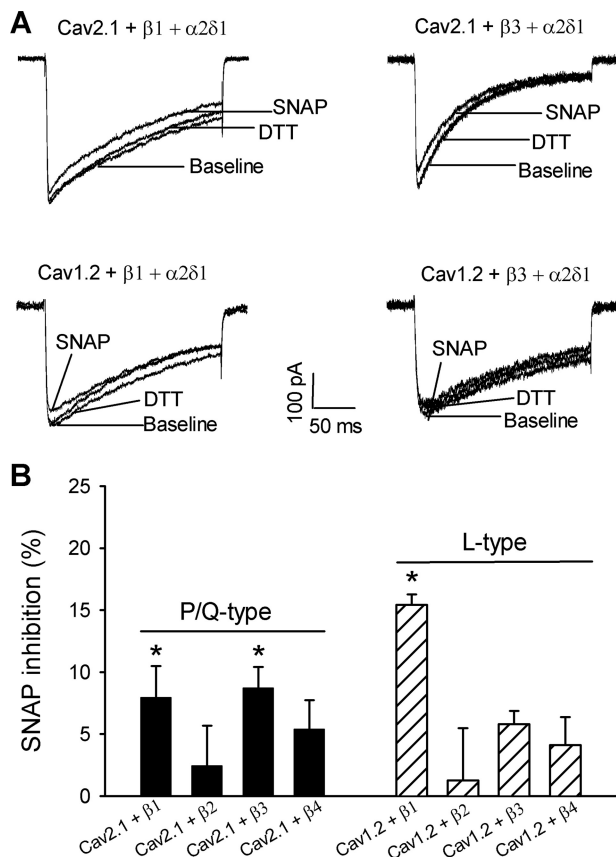 A
Cav2.1 + β1 + α2δ1
SNAP
DTT
Baseline
Cav2.1 + β3 + α2δ1
SNAP
DTT
Baseline
Cav1.2 + β1 + α2δ1
SNAP
DTT
Baseline
100 pA
50 ms
Cav1.2 + β3 + α2δ1
SNAP
DTT
Baseline
B
SNAP inhibition (%)
25
20
15
10
5
0
P/Q-type
L-type
*
*
*
Cav2.1 + β1
Cav2.1 + β2
Cav2.1 + β3
Cav2.1 + β4
Cav1.2 + β1
Cav1.2 + β2
Cav1.2 + β3
Cav1.2 + β4